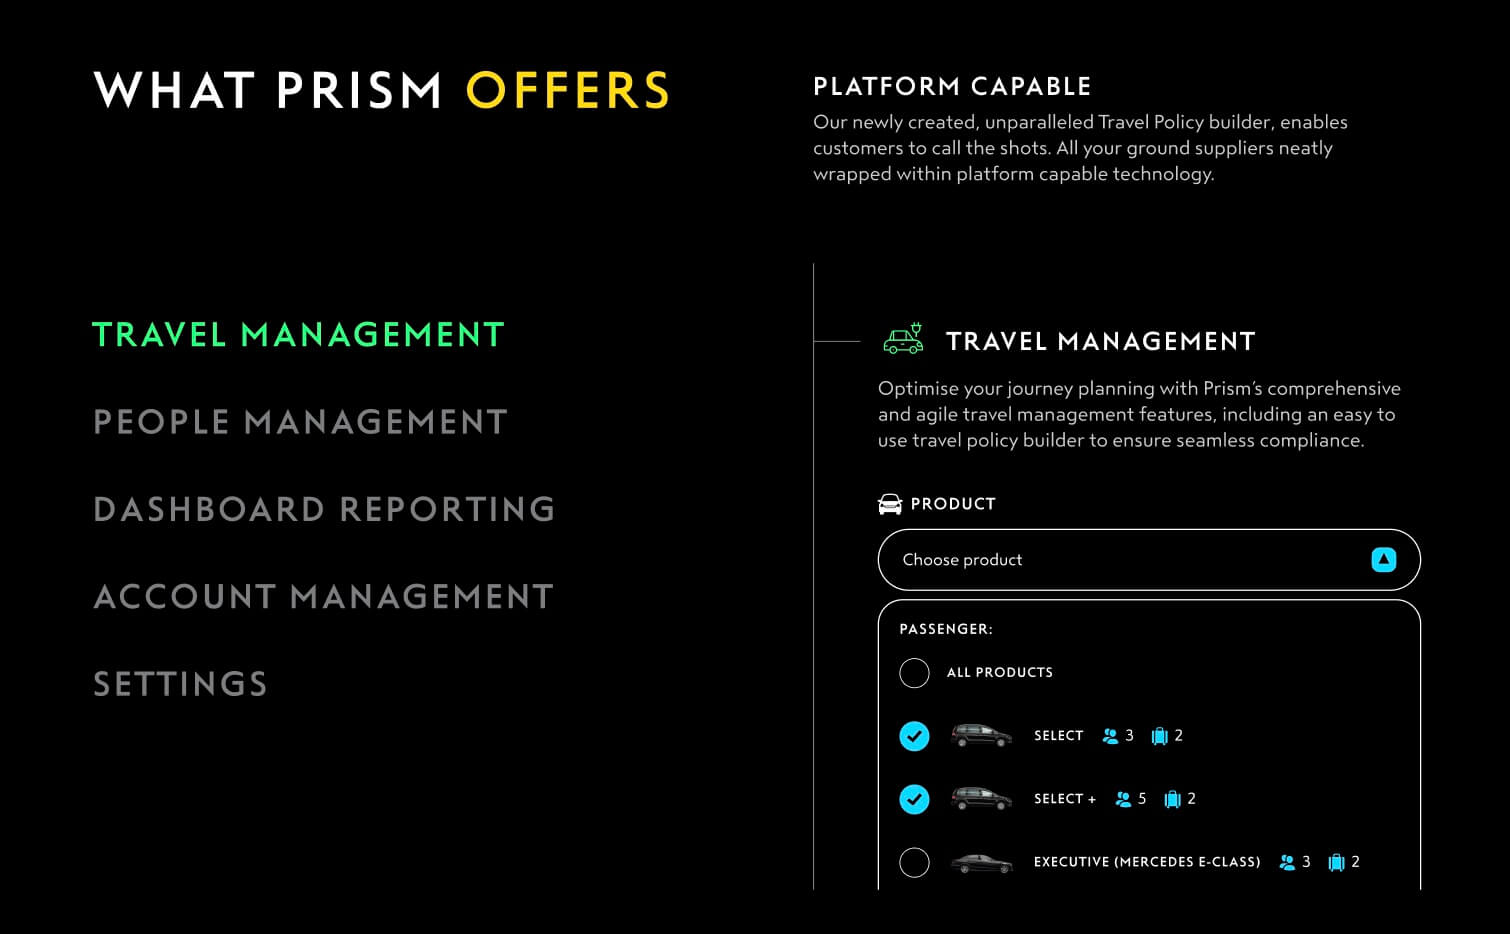 WHAT PRISM OFFERS
PLATFORM CAPABLE
Our newly created, unparalleled Travel Policy builder, enables
customers to call the shots. All your ground suppliers neatly
wrapped within platform capable technology.
TRAVEL MANAGEMENT
PEOPLE MANAGEMENT
DASHBOARD REPORTING
ACCOUNT MANAGEMENT
SETTINGS
TRAVEL MANAGEMENT
Optimise your journey planning with Prism's comprehensive
and agile travel management features, including an easy to
use travel policy builder to ensure seamless compliance.
PRODUCT
Choose product
PASSENGER:
ALL PRODUCTS
SELECT 3 2
SELECT + 5 2
EXECUTIVE (MERCEDES E-CLASS) 3 2